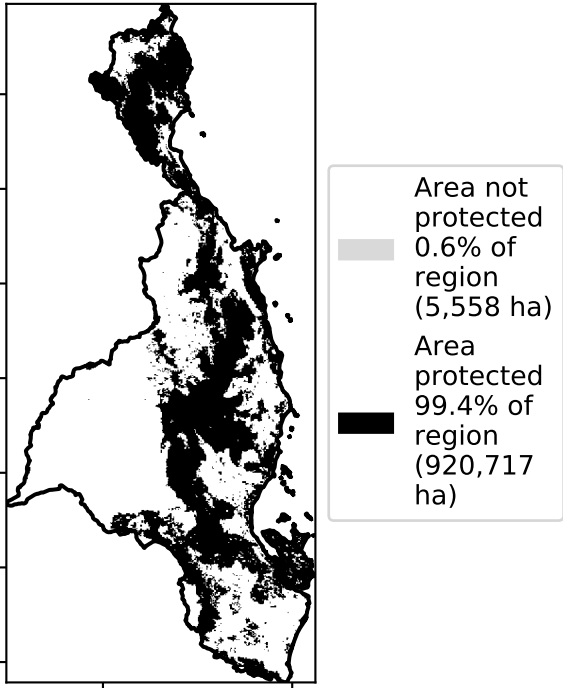 Area not
protected
0.6% of
region
(5,558 ha)
Area
protected
99.4% of
region
(920,717
ha)